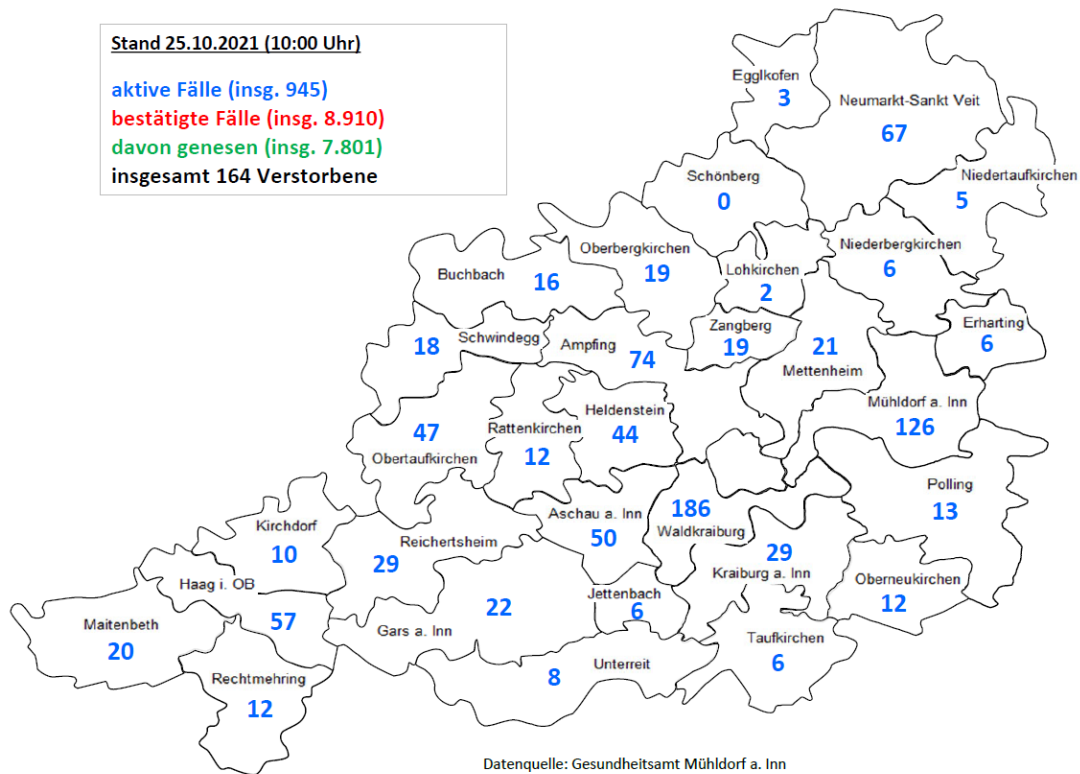 Stand 25.10.2021 (10:00 Uhr)
aktive Fälle (insg. 945)
bestätigte Fälle (insg. 8.910)
davon genesen (insg. 7.801)
insgesamt 164 Verstorbene
Egglkofen
3
Neumarkt-Sankt Veit
67
Niedertaufkirchen
5
Schönberg
0
Oberbergkirchen
19
Lohkirchen
2
Niederbergkirchen
6
Buchbach
16
Schwindegg
18
Ampfing
74
Zangberg
19
21
Mettenheim
Erharting
6
Mühldorf a. Inn
126
Heldenstein
44
Rattenkirchen
12
47
Obertaufkirchen
Polling
13
Aschau a. Inn
50
186
Waldkraiburg
29
Kraiburg a. Inn
Kirchdorf
10
Reichertsheim
29
Haag i. OB
57
Oberneukirchen
12
Jettenbach
6
Gars a. Inn
22
Maitenbeth
20
Taufkirchen
6
Unterreit
8
Rechtmehring
12
Datenquelle: Gesundheitsamt Mühldorf a. Inn